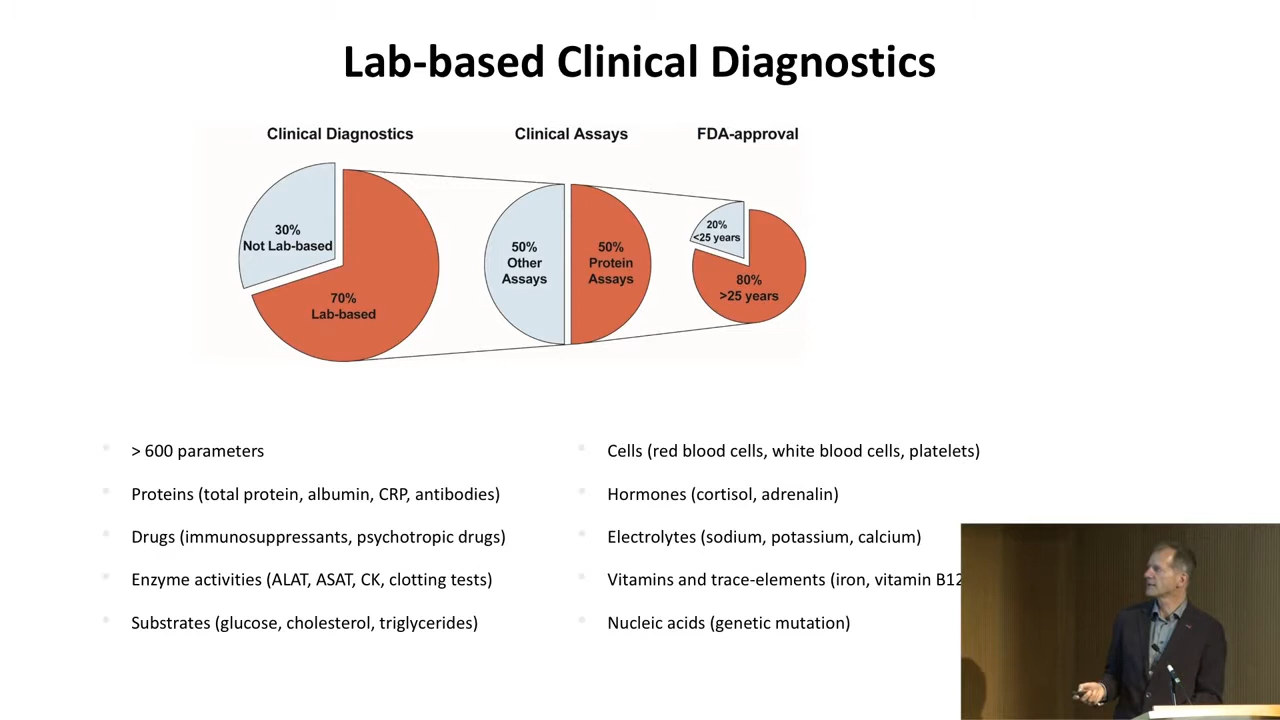 Lab-based Clinical Diagnostics
Clinical Diagnostics
Clinical Assays
FDA-approval
30%
Not Lab-based
70%
Lab-based
50%
Other
Assays
50%
Protein
Assays
20%
<25 years
80%
>25 years
> 600 parameters
Proteins (total protein, albumin, CRP, antibodies)
Drugs (immunosuppressants, psychotropic drugs)
Enzyme activities (ALAT, ASAT, CK, clotting tests)
Substrates (glucose, cholesterol, triglycerides)
Cells (red blood cells, white blood cells, platelets)
Hormones (cortisol, adrenalin)
Electrolytes (sodium, potassium, calcium)
Vitamins and trace-elements (iron, vitamin B12
Nucleic acids (genetic mutation)